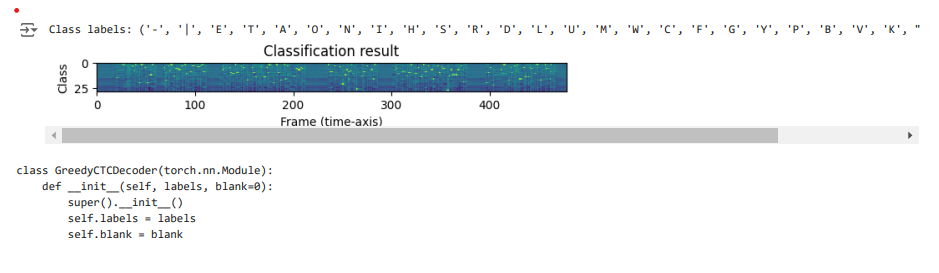 Class labels: ('-', '|', 'E', 'T', 'A', 'O', 'N', 'I', 'H', 'S', 'R', 'D', 'L', 'U', 'M', 'W', 'C', 'F', 'G', 'Y', 'P', 'B', 'V', 'K', "
Classification result
Class
0
25
0 100 200 300 400
Frame (time-axis)
class GreedyCTCDecoder(torch.nn.Module):
    def __init__(self, labels, blank=0):
        super().__init__()
        self.labels = labels
        self.blank = blank